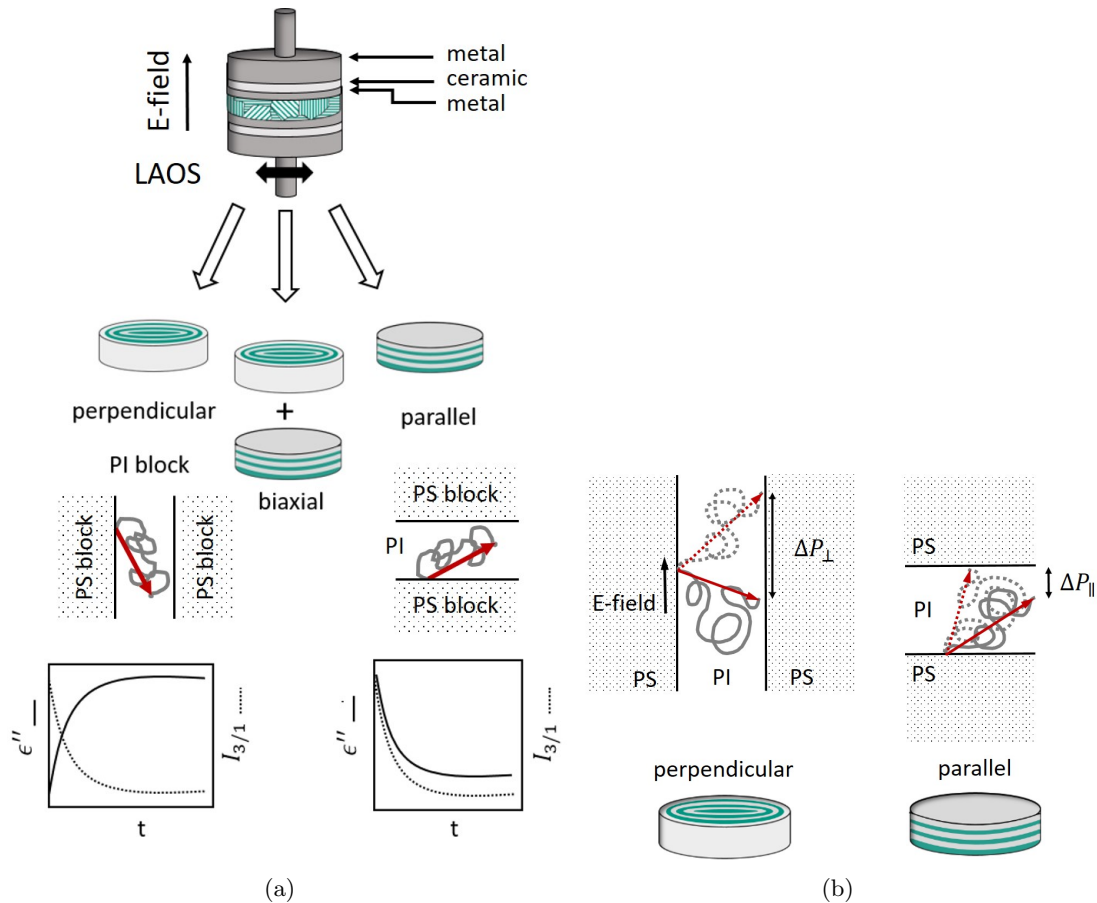 metal
ceramic
metal
E-field
LAOS
perpendicular
+
parallel
biaxial
PI block
PS block
PS block
PS block
PI
PS block
ϵ″
I3/1
t
ϵ″
I3/1
t
(a)
E-field
ΔP⊥
PS
PI
PS
PS
PI
ΔP∥
PS
perpendicular
parallel
(b)